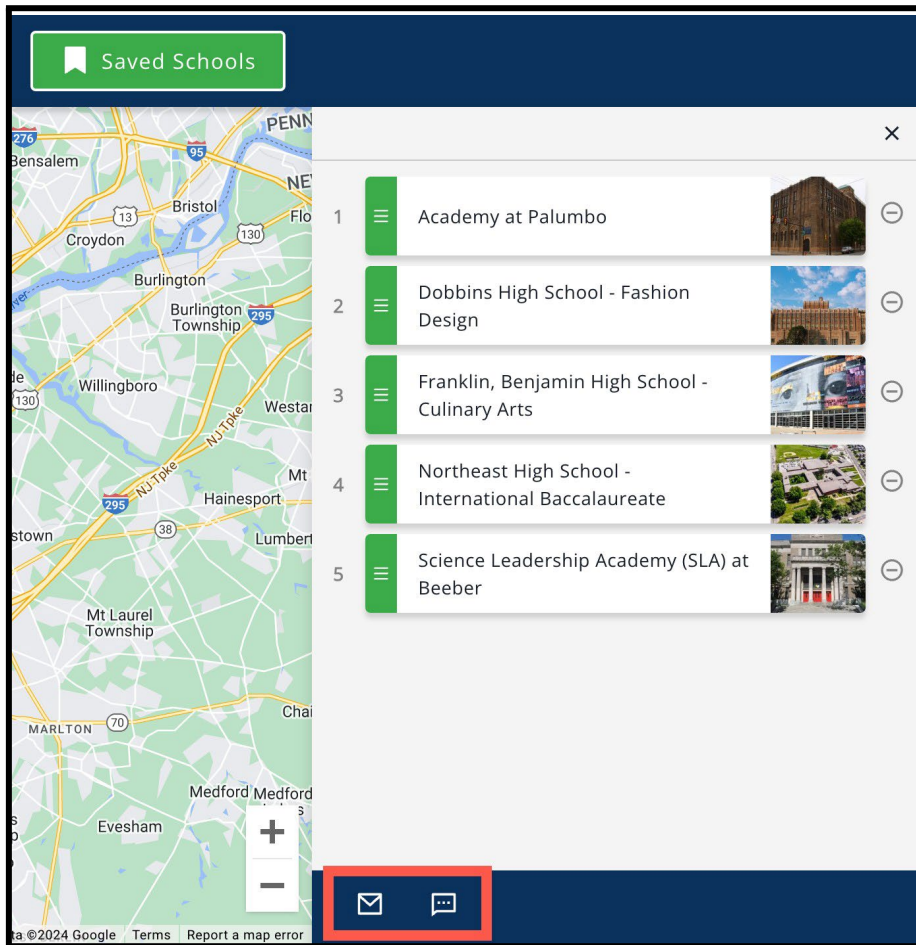 Saved Schools
PENN
276
95
Bensalem
NE
Bristol
Flo
13
130
Croydon
Burlington
Burlington
Township
295
Willingboro
130
Westa
NJ Tpke
NJ Tpke
Mt
295
Hainesport
38
stown
Lumbert
Mt Laurel
Township
Chai
70
MARLTON
Medford
Medford
Evesham
+
−
ta ©2024 Google Terms Report a map error
1 Academy at Palumbo
2 Dobbins High School - Fashion
Design
3 Franklin, Benjamin High School -
Culinary Arts
4 Northeast High School -
International Baccalaureate
5 Science Leadership Academy (SLA) at
Beeber